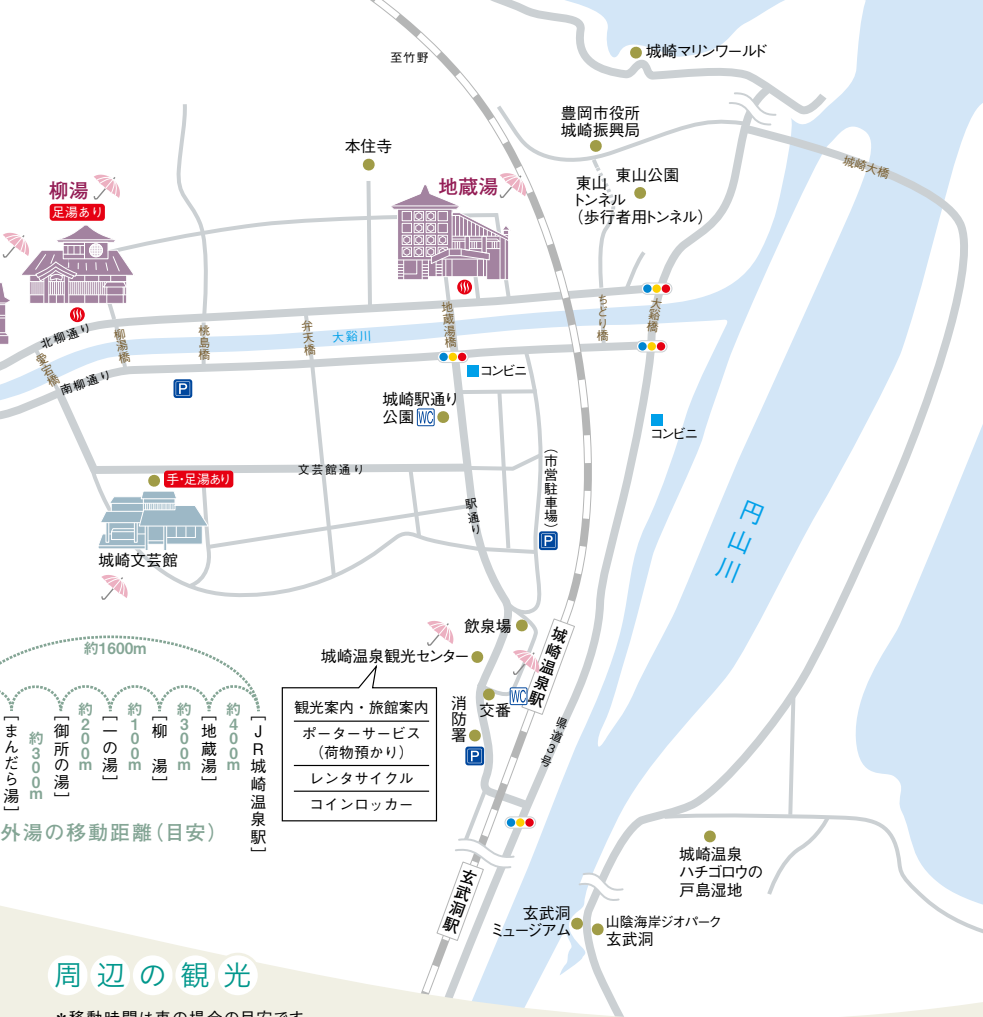 至竹野
城崎マリンワールド
豊岡市役所
城崎振興局
本住寺
東山公園
東山
トンネル
（歩行者用トンネル）
城崎大橋
柳湯
足湯あり
地蔵湯
北柳通り
柳湯橋
桃島橋
弁天橋
大谿川
地蔵湯橋
ちどり橋
大谿橋
愛宕橋
南柳通り
P
コンビニ
城崎駅通り
公園 WC
コンビニ
手・足湯あり
文芸館通り
駅通り
（市営駐車場）
P
円山川
城崎文芸館
飲泉場
城崎温泉駅
城崎温泉観光センター
WC
交番
消防署
P
県道3号
観光案内・旅館案内
ポーターサービス
（荷物預かり）
レンタサイクル
コインロッカー
約1600m
[まんだら湯]
約300m
[御所の湯]
約200m
[一の湯]
約100m
[柳 湯]
約300m
[地蔵湯]
約400m
[JR城崎温泉駅]
外湯の移動距離（目安）
城崎温泉
ハチゴロウの
戸島湿地
玄武洞駅
玄武洞
ミュージアム
山陰海岸ジオパーク
玄武洞
周辺の観光
＊移動時間は車の場合の目安です